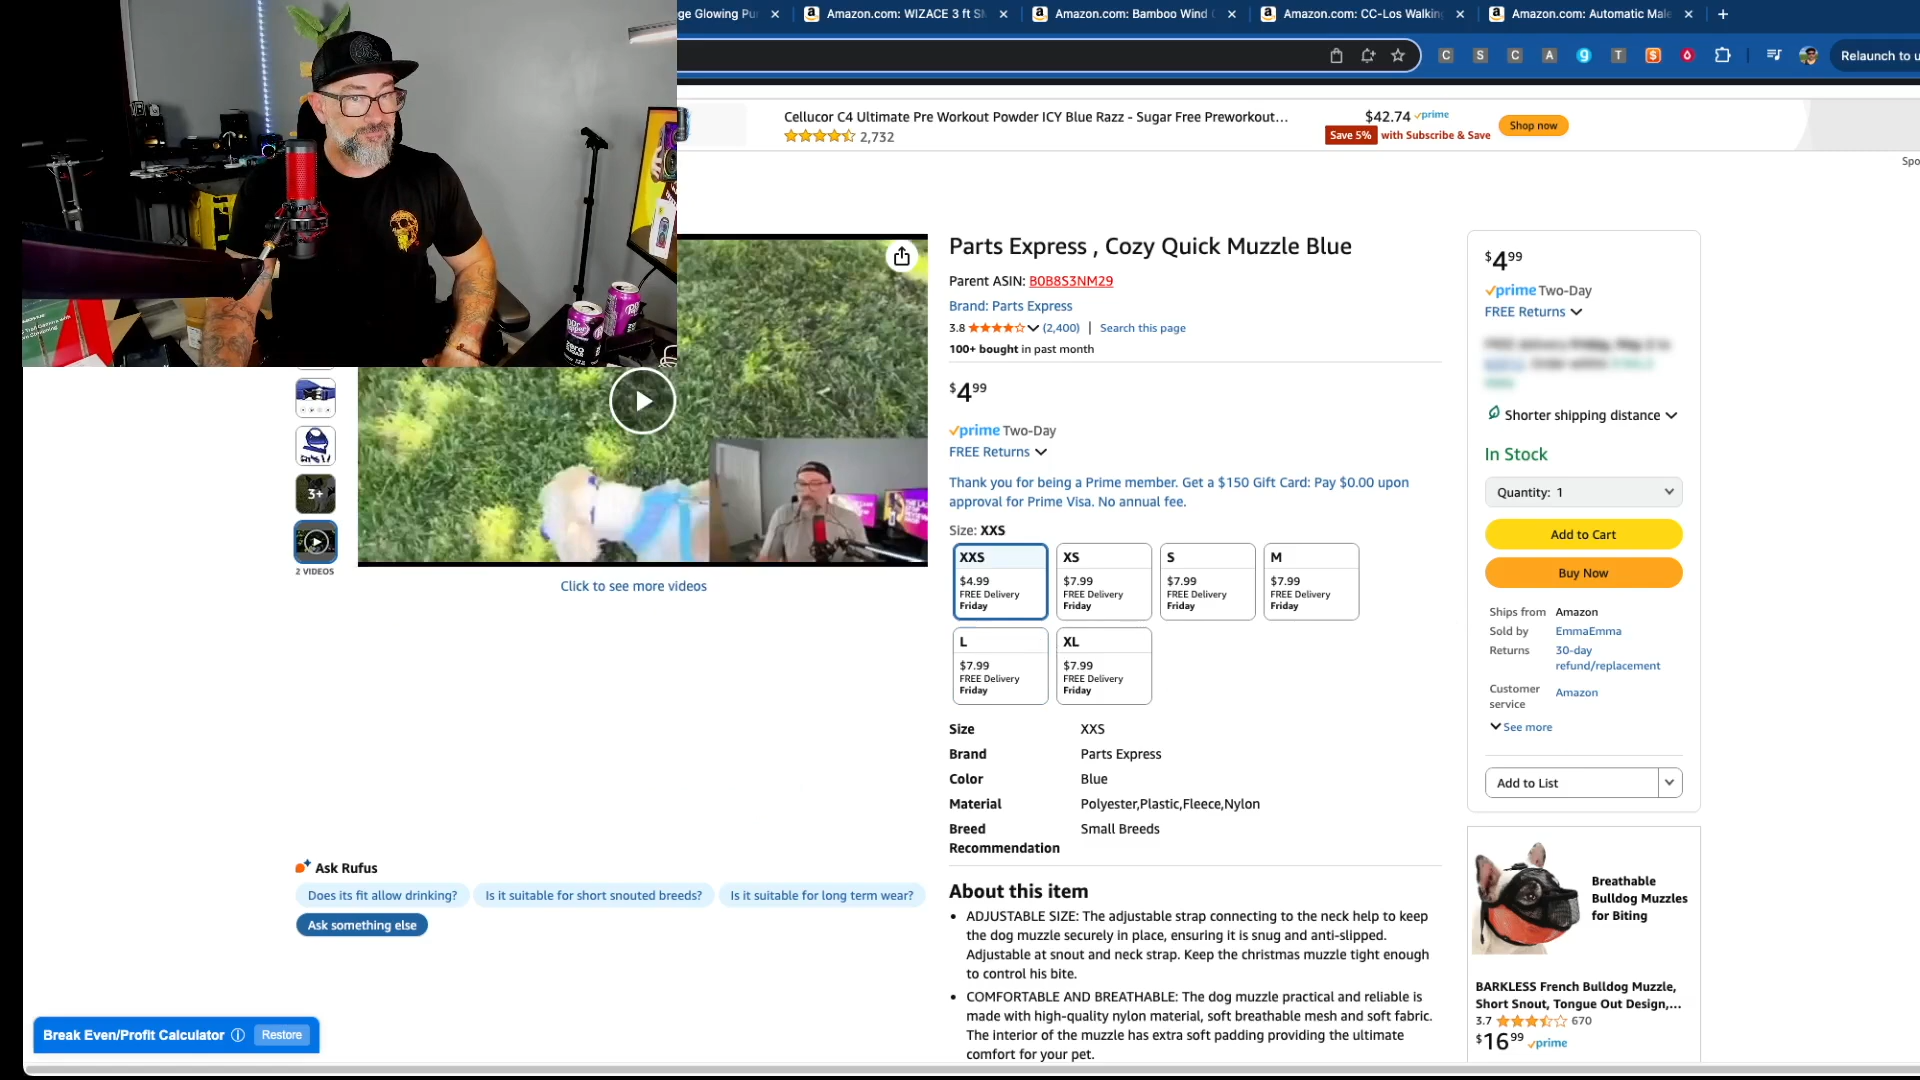 ge Glowing Pu
Amazon.com: WIZACE 3 ft S
Amazon.com: Bamboo Wind
Amazon.com: CC-Los Walkin
Amazon.com: Automatic Male
C S C A g T S
Relaunch to u
Cellucor C4 Ultimate Pre Workout Powder ICY Blue Razz - Sugar Free Preworkout...
2,732
$42.74 prime
Save 5% with Subscribe & Save
Shop now
Spo
Parts Express , Cozy Quick Muzzle Blue
Parent ASIN: B0B8S3NM29
Brand: Parts Express
3.8 (2,400) | Search this page
100+ bought in past month
$4.99
prime Two-Day
FREE Returns
Thank you for being a Prime member. Get a $150 Gift Card: Pay $0.00 upon
approval for Prime Visa. No annual fee.
Size: XXS
XXS
$4.99
FREE Delivery
Friday
XS
$7.99
FREE Delivery
Friday
S
$7.99
FREE Delivery
Friday
M
$7.99
FREE Delivery
Friday
L
$7.99
FREE Delivery
Friday
XL
$7.99
FREE Delivery
Friday
Size XXS
Brand Parts Express
Color Blue
Material Polyester,Plastic,Fleece,Nylon
Breed Small Breeds
Recommendation
About this item
• ADJUSTABLE SIZE: The adjustable strap connecting to the neck help to keep
the dog muzzle securely in place, ensuring it is snug and anti-slipped.
Adjustable at snout and neck strap. Keep the christmas muzzle tight enough
to control his bite.
• COMFORTABLE AND BREATHABLE: The dog muzzle practical and reliable is
made with high-quality nylon material, soft breathable mesh and soft fabric.
The interior of the muzzle has extra soft padding providing the ultimate
comfort for your pet.
3+
2 VIDEOS
Click to see more videos
Ask Rufus
Does its fit allow drinking?
Is it suitable for short snouted breeds?
Is it suitable for long term wear?
Ask something else
Break Even/Profit Calculator
Restore
$4.99
prime Two-Day
FREE Returns
Shorter shipping distance
In Stock
Quantity: 1
Add to Cart
Buy Now
Ships from Amazon
Sold by EmmaEmma
Returns 30-day
refund/replacement
Customer Amazon
service
See more
Add to List
Breathable
Bulldog Muzzles
for Biting
BARKLESS French Bulldog Muzzle,
Short Snout, Tongue Out Design,...
3.7 670
$16.99 prime